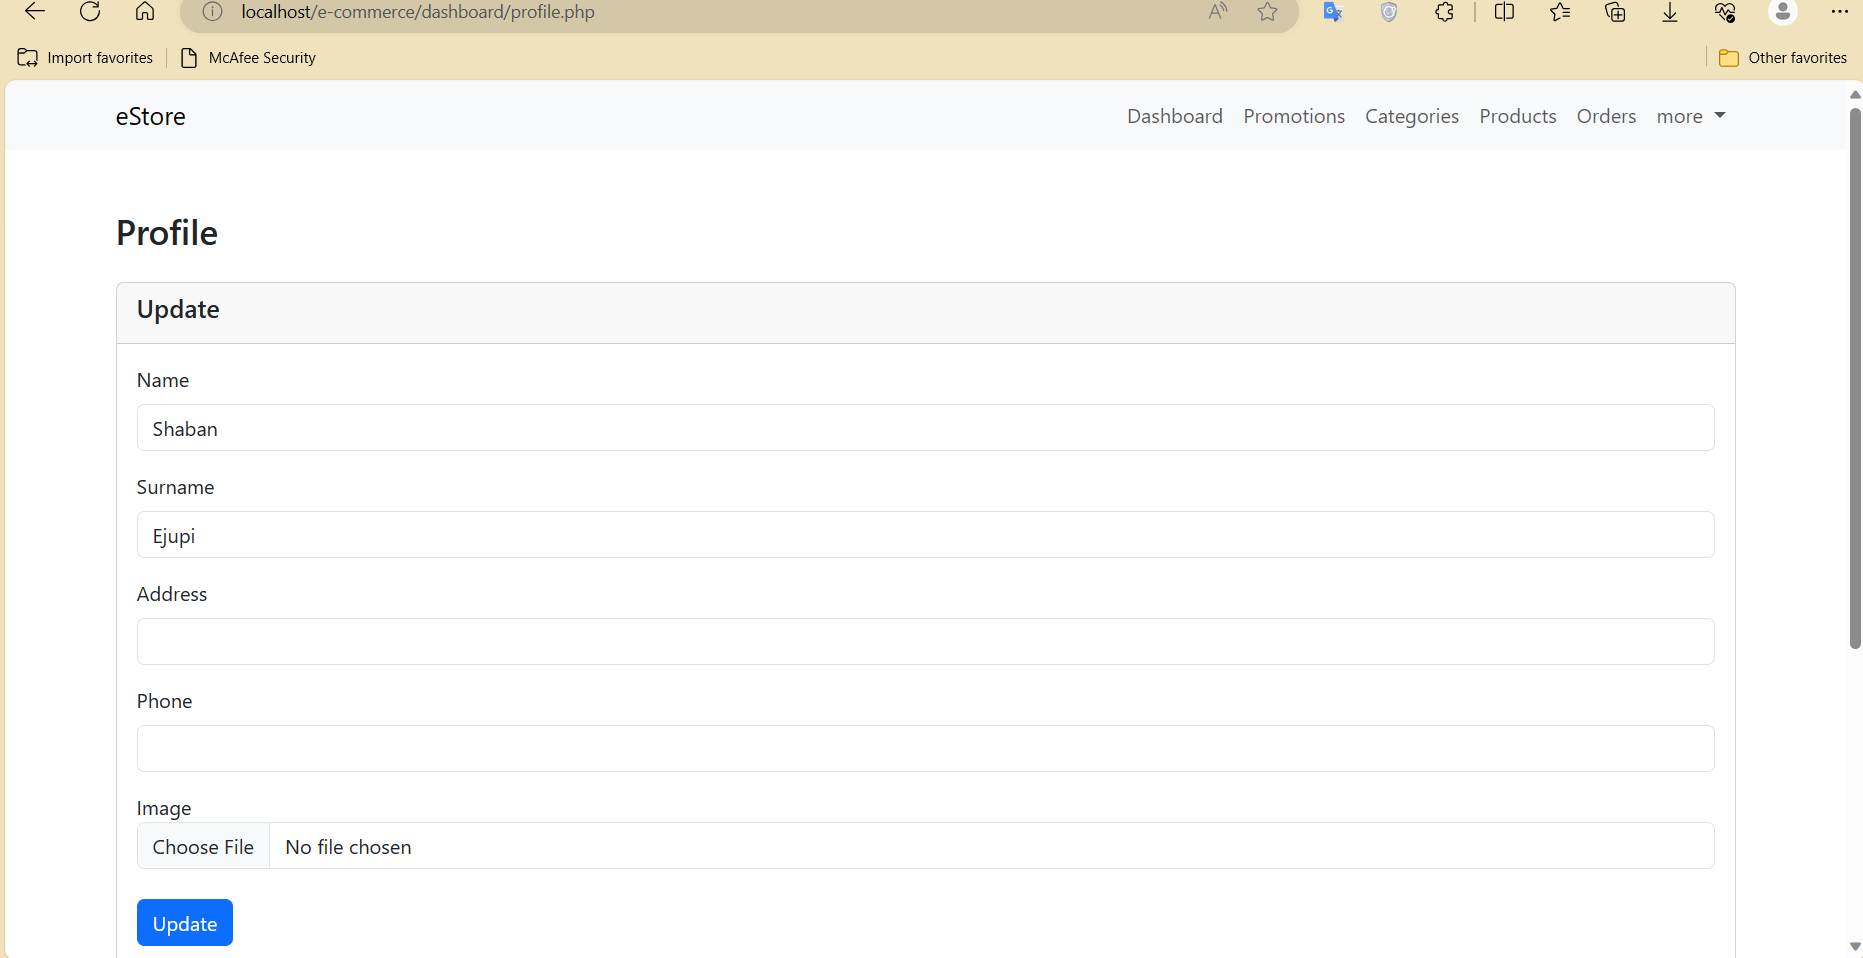 localhost/e-commerce/dashboard/profile.php
Import favorites
McAfee Security
Other favorites
eStore
Dashboard Promotions Categories Products Orders more
Profile
Update
Name
Shaban
Surname
Ejupi
Address
Phone
Image
Choose File No file chosen
Update